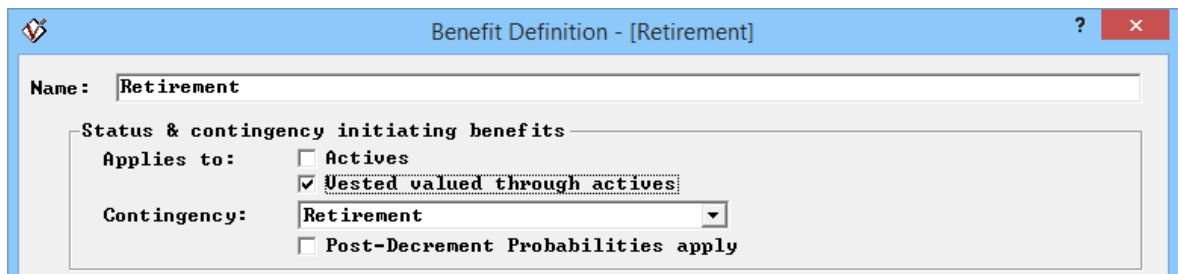 Benefit Definition - [Retirement]
?
×
Name: Retirement
Status & contingency initiating benefits
Applies to: Actives
Vested valued through actives
Contingency: Retirement
Post-Decrement Probabilities apply